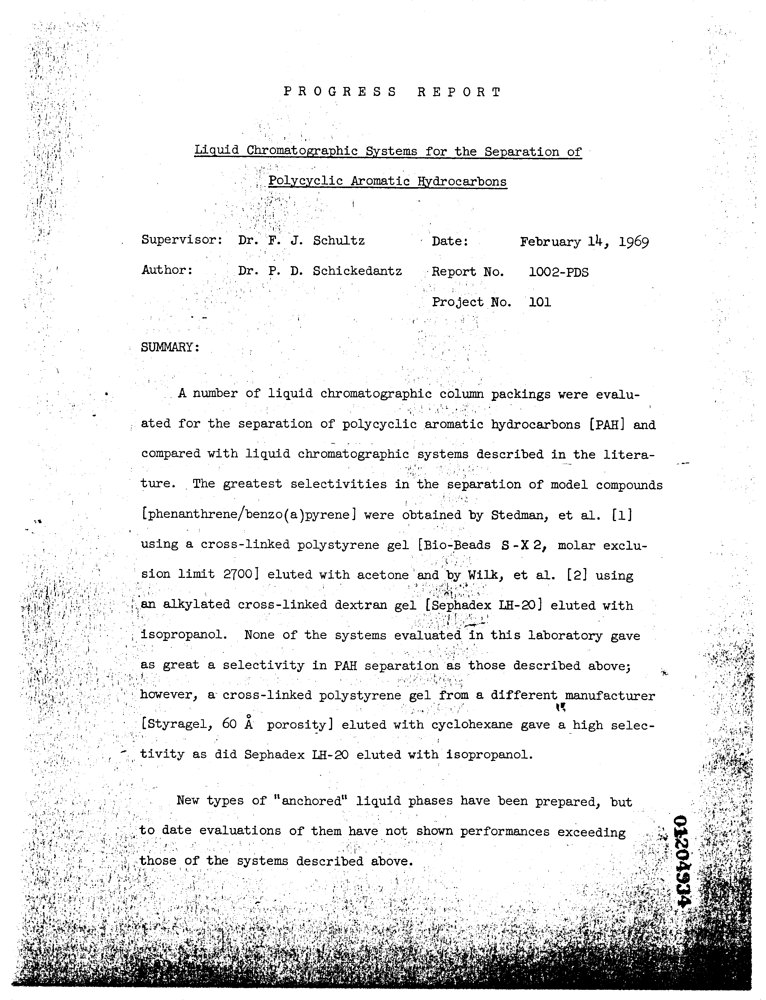 PROGRESS REPORT
Liquid Chromatographic Systems for the Separation of
Polycyclic Aromatic Hydrocarbons
Supervisor: Dr. F. J. Schultz Date: February 14, 1969
Author: Dr. P. D. Schickedantz Report No. 1002-PDS
Project No. 101
SUMMARY:
A number of liquid chromatographic column packings were evalu-
ated for the separation of polycyclic aromatic hydrocarbons [PAH] and
compared with liquid chromatographic systems described in the litera-
ture. The greatest selectivities in the separation of model compounds
[phenanthrene/benzo(a)pyrene] were obtained by Stedman, et al. [1]
using a cross-linked polystyrene gel [Bio-Beads S-X2, molar exclu-
sion limit 2700] eluted with acetone and by Wilk, et al. [2] using
an alkylated cross-linked dextran gel [Sephadex LH-20] eluted with
isopropanol. None of the systems evaluated in this laboratory gave
as great a selectivity in PAH separation as those described above;
however, a cross-linked polystyrene gel from a different manufacturer
[Styragel, 60 Å porosity] eluted with cyclohexane gave a high selec-
tivity as did Sephadex LH-20 eluted with isopropanol.
New types of "anchored" liquid phases have been prepared, but
to date evaluations of them have not shown performances exceeding
those of the systems described above.
01204934